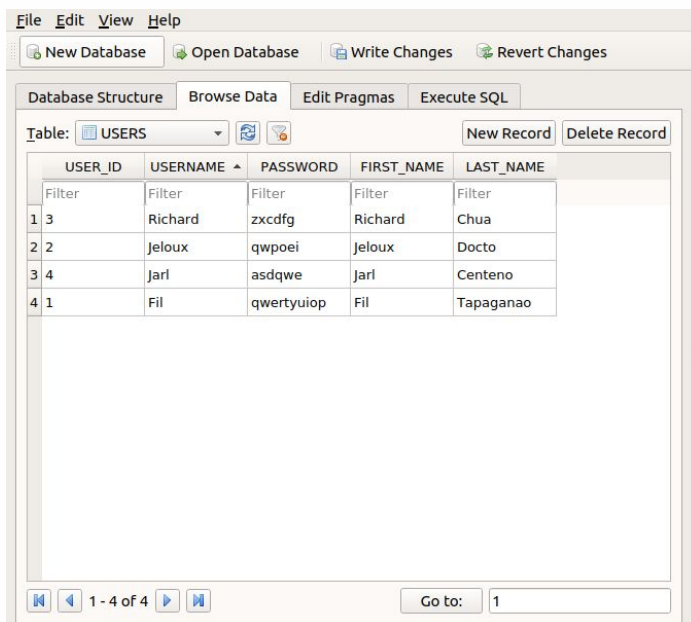 File Edit View Help
New Database Open Database Write Changes Revert Changes
Database Structure Browse Data Edit Pragmas Execute SQL
Table: USERS New Record Delete Record
USER_ID USERNAME PASSWORD FIRST_NAME LAST_NAME
Filter Filter Filter Filter Filter
1 3 Richard zxcdfg Richard Chua
2 2 Jeloux qwpoei Jeloux Docto
3 4 Jarl asdqwe Jarl Centeno
4 1 Fil qwertyuiop Fil Tapaganao
1 - 4 of 4 Go to: 1